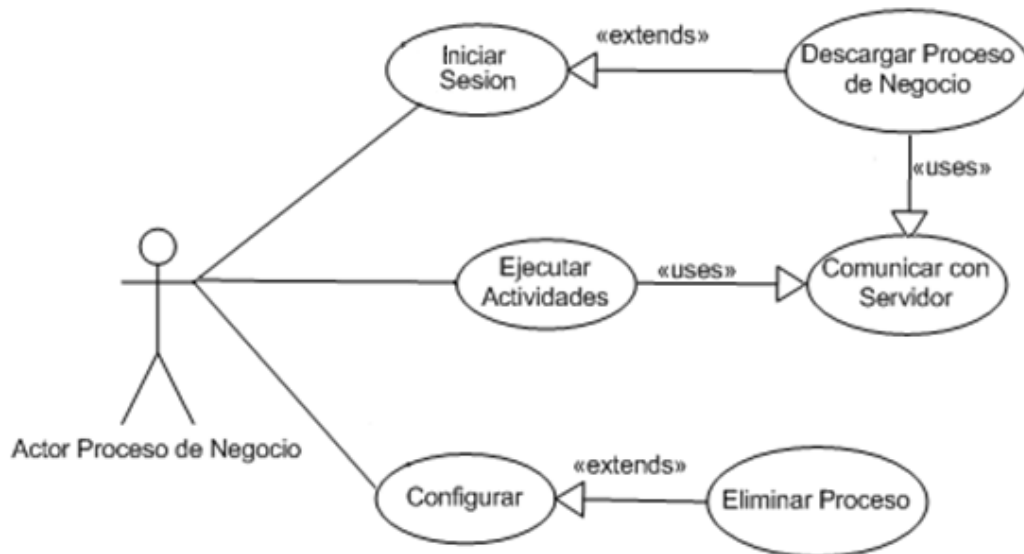 Iniciar
Sesion
«extends»
Descargar Proceso
de Negocio
«uses»
Ejecutar
Actividades
«uses»
Comunicar con
Servidor
Actor Proceso de Negocio
Configurar
«extends»
Eliminar Proceso